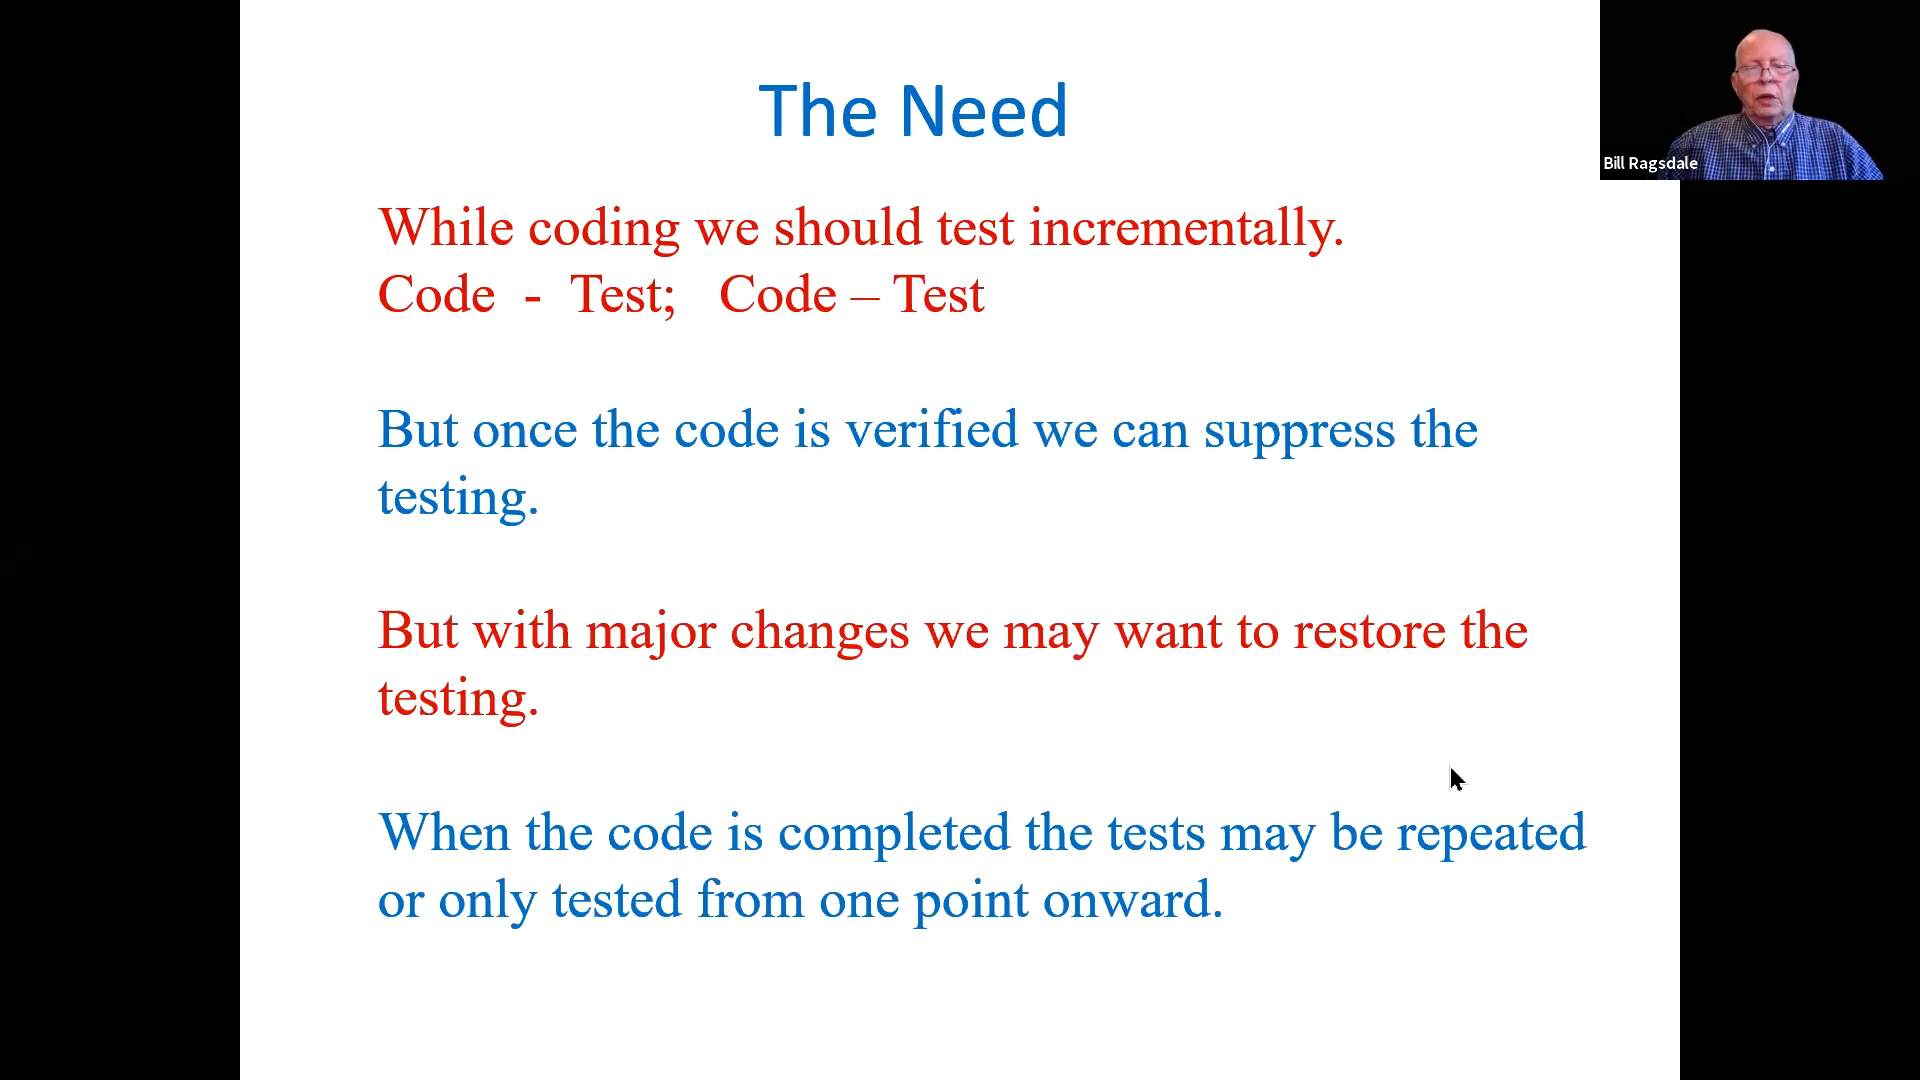 The Need
Bill Ragsdale
While coding we should test incrementally.
Code - Test; Code – Test
But once the code is verified we can suppress the
testing.
But with major changes we may want to restore the
testing.
When the code is completed the tests may be repeated
or only tested from one point onward.